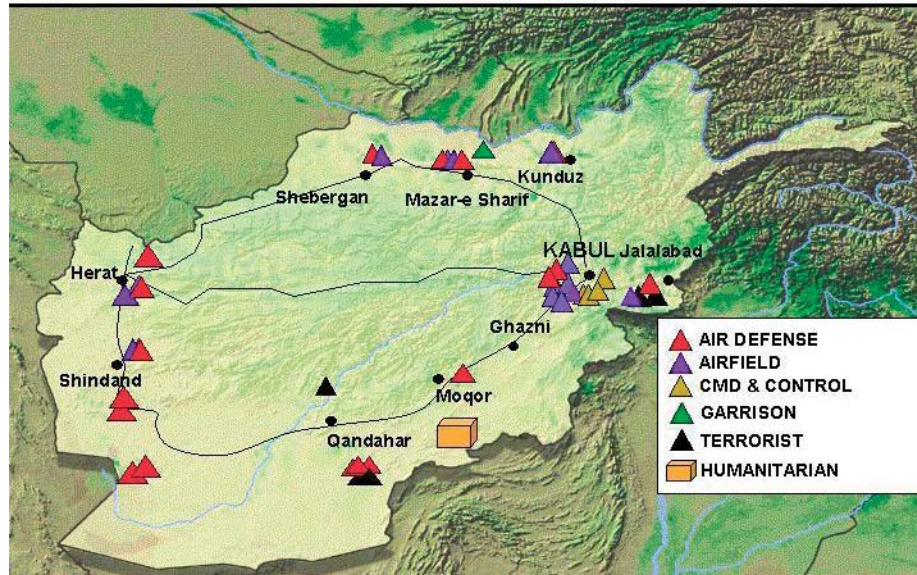 Shebergan
Mazar-e Sharif
Kunduz
Herat
KABUL
Jalalabad
Ghazni
Shindand
Moqor
Qandahar
AIR DEFENSE
AIRFIELD
CMD & CONTROL
GARRISON
TERRORIST
HUMANITARIAN